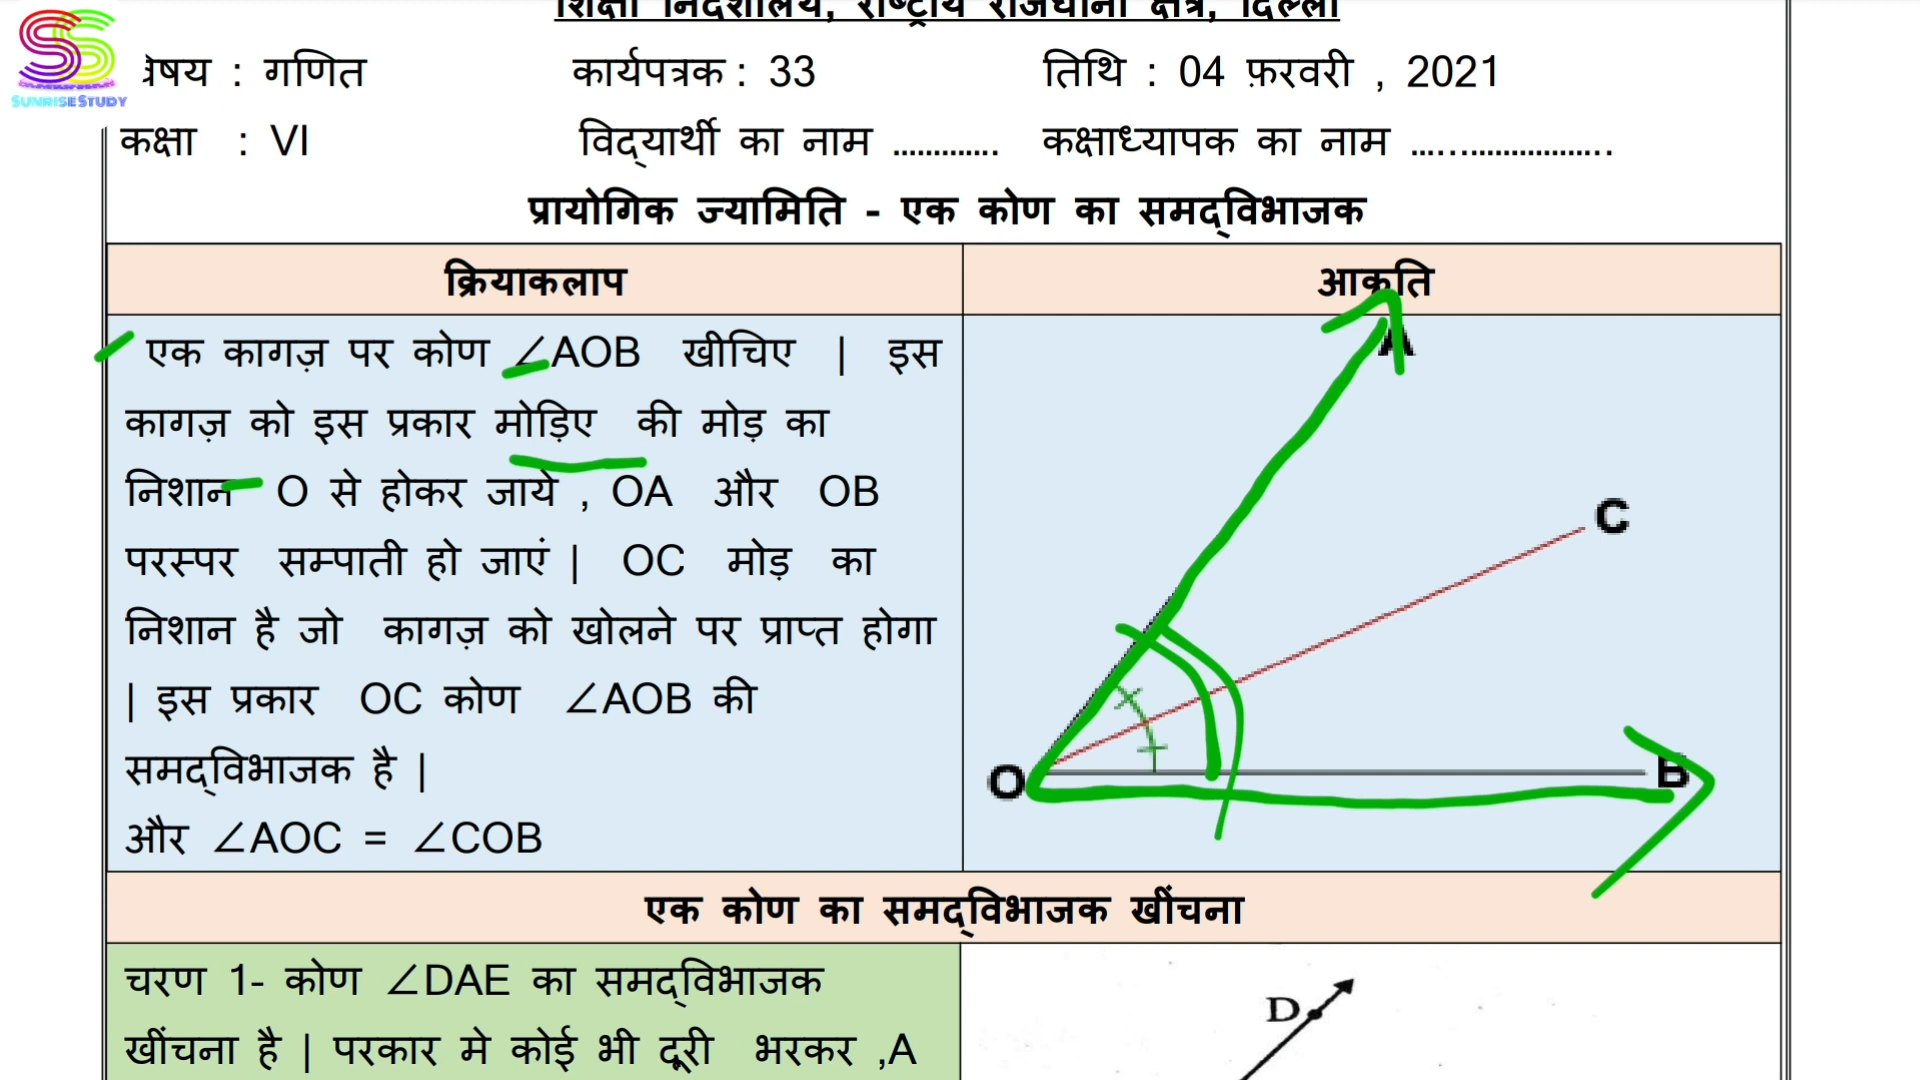 शिक्षा निदेशालय, राष्ट्रीय राजधानी क्षेत्र, दिल्ली
SUNRISESTUDY
विषय : गणित कार्यपत्रक : 33 तिथि : 04 फ़रवरी , 2021
कक्षा : VI विद्यार्थी का नाम ............. कक्षाध्यापक का नाम ........................
प्रायोगिक ज्यामिति - एक कोण का समद्विभाजक
क्रियाकलाप आकृति
एक कागज़ पर कोण ∠AOB खीचिए | इस
कागज़ को इस प्रकार मोड़िए की मोड़ का
निशान O से होकर जाये , OA और OB
परस्पर सम्पाती हो जाएं | OC मोड़ का
निशान है जो कागज़ को खोलने पर प्राप्त होगा
| इस प्रकार OC कोण ∠AOB की
समद्विभाजक है |
और ∠AOC = ∠COB
A
C
O
B
एक कोण का समद्विभाजक खींचना
चरण 1- कोण ∠DAE का समद्विभाजक
खींचना है | परकार मे कोई भी दूरी भरकर ,A
D